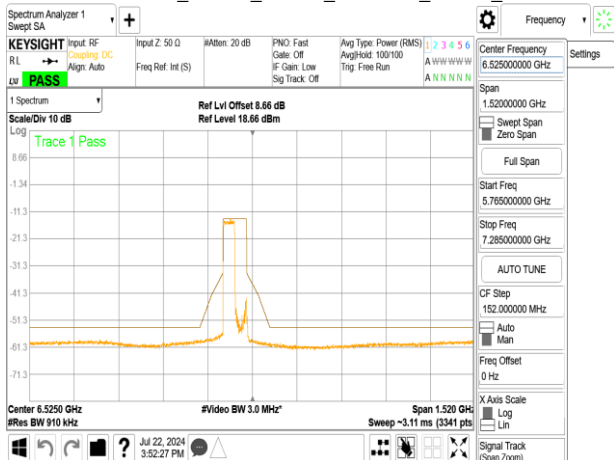 Spectrum Analyzer 1
Swept SA
+
Frequency
KEYSIGHT
RL
LXI
PASS
Input: RF
Coupling: DC
Align: Auto
Input Z: 50 Ω
Freq Ref: Int (S)
#Atten: 20 dB
PNO: Fast
Gate: Off
IF Gain: Low
Sig Track: Off
Avg Type: Power (RMS)
Avg|Hold: 100/100
Trig: Free Run
1 2 3 4 5 6
A W W W W W
A N N N N N
Center Frequency
6.525000000 GHz
Settings
Span
1.52000000 GHz
Swept Span
Zero Span
Full Span
Start Freq
5.765000000 GHz
Stop Freq
7.285000000 GHz
AUTO TUNE
CF Step
152.000000 MHz
Auto
Man
Freq Offset
0 Hz
X Axis Scale
Log
Lin
Signal Track
(Span Zoom)
1 Spectrum
Scale/Div 10 dB
Ref Lvl Offset 8.66 dB
Ref Level 18.66 dBm
Log
Trace 1 Pass
8.66
-1.34
-11.3
-21.3
-31.3
-41.3
-51.3
-61.3
-71.3
Center 6.5250 GHz
#Res BW 910 kHz
#Video BW 3.0 MHz*
Span 1.520 GHz
Sweep ~3.11 ms (3341 pts
?
Jul 22, 2024
3:52:27 PM